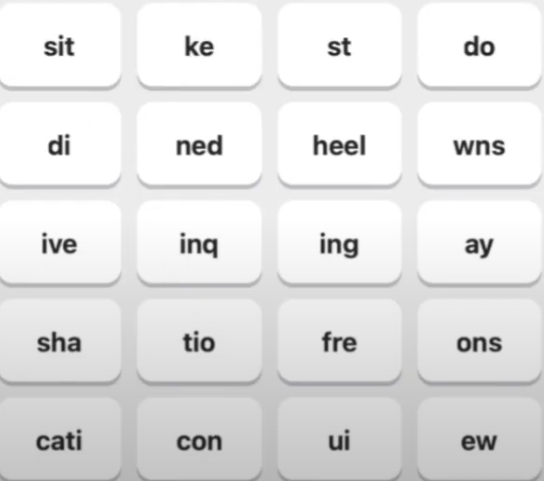 sit ke st do
di ned heel wns
ive inq ing ay
sha tio fre ons
cati con ui ew